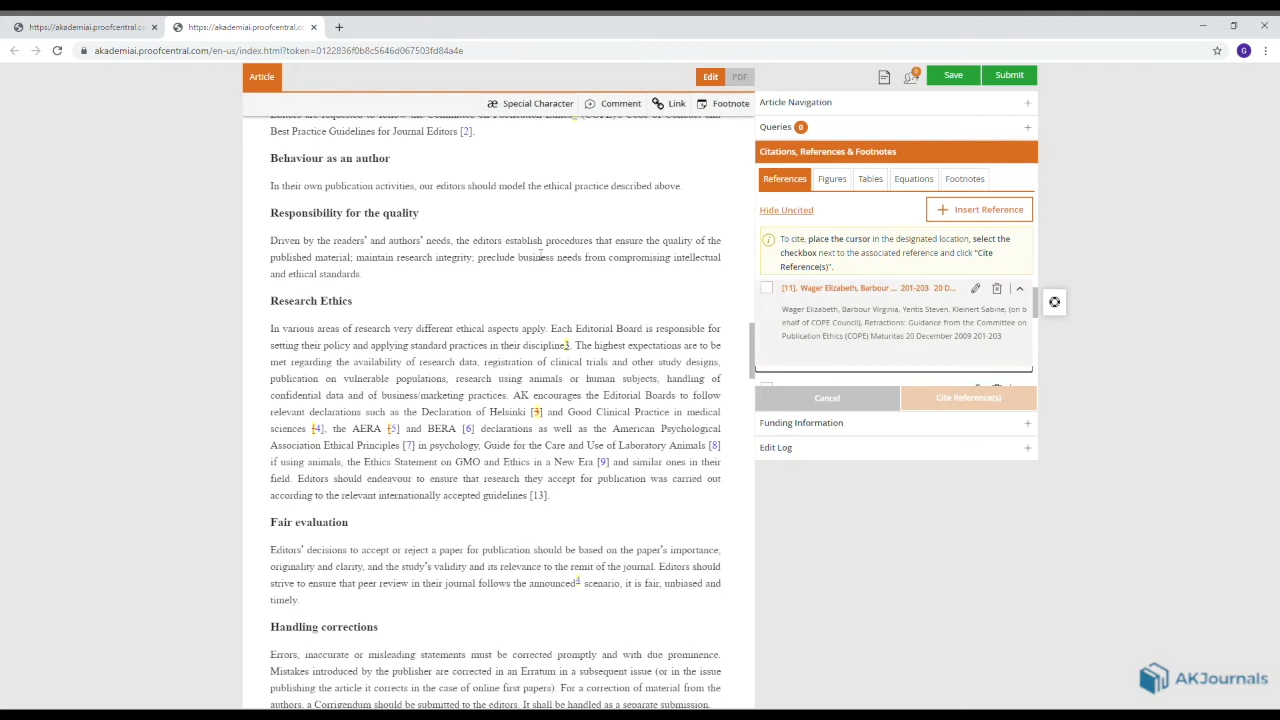 https://akademiai.proofcentral.co
https://akademiai.proofcentral.co
akademiai.proofcentral.com/en-us/index.html?token=0122836f0b8c5646d067503fd84a4e
G
Article
Edit
PDF
0
Save
Submit
æ Special Character
Comment
Link
Footnote
Editors are requested to follow the Committee on Publication Ethics (COPE)'s Code of Conduct and
Best Practice Guidelines for Journal Editors [2].
Behaviour as an author
In their own publication activities, our editors should model the ethical practice described above.
Responsibility for the quality
Driven by the readers' and authors' needs, the editors establish procedures that ensure the quality of the
published material; maintain research integrity; preclude business needs from compromising intellectual
and ethical standards.
Research Ethics
In various areas of research very different ethical aspects apply. Each Editorial Board is responsible for
setting their policy and applying standard practices in their discipline3. The highest expectations are to be
met regarding the availability of research data, registration of clinical trials and other study designs,
publication on vulnerable populations, research using animals or human subjects, handling of
confidential data and of business/marketing practices. AK encourages the Editorial Boards to follow
relevant declarations such as the Declaration of Helsinki [3] and Good Clinical Practice in medical
sciences [4], the AERA [5] and BERA [6] declarations as well as the American Psychological
Association Ethical Principles [7] in psychology, Guide for the Care and Use of Laboratory Animals [8]
if using animals, the Ethics Statement on GMO and Ethics in a New Era [9] and similar ones in their
field. Editors should endeavour to ensure that research they accept for publication was carried out
according to the relevant internationally accepted guidelines [13].
Fair evaluation
Editors' decisions to accept or reject a paper for publication should be based on the paper's importance,
originality and clarity, and the study's validity and its relevance to the remit of the journal. Editors should
strive to ensure that peer review in their journal follows the announced4 scenario, it is fair, unbiased and
timely.
Handling corrections
Errors, inaccurate or misleading statements must be corrected promptly and with due prominence.
Mistakes introduced by the publisher are corrected in an Erratum in a subsequent issue (or in the issue
publishing the article it corrects in the case of online first papers). For a correction of material from the
authors, a Corrigendum should be submitted to the editors. It shall be handled as a separate submission.
Article Navigation
Queries 0
Citations, References & Footnotes
References
Figures
Tables
Equations
Footnotes
Hide Uncited
Insert Reference
To cite, place the cursor in the designated location, select the
checkbox next to the associated reference and click "Cite
Reference(s)"
[11]. Wager Elizabeth, Barbour ... 201-203 20 D...
Wager Elizabeth, Barbour Virginia, Yentis Steven, Kleinert Sabine, (on b
ehalf of COPE Council), Retractions: Guidance from the Committee on
Publication Ethics (COPE) Maturitas 20 December 2009 201-203
Cancel
Cite Reference(s)
Funding Information
Edit Log
AKJournals